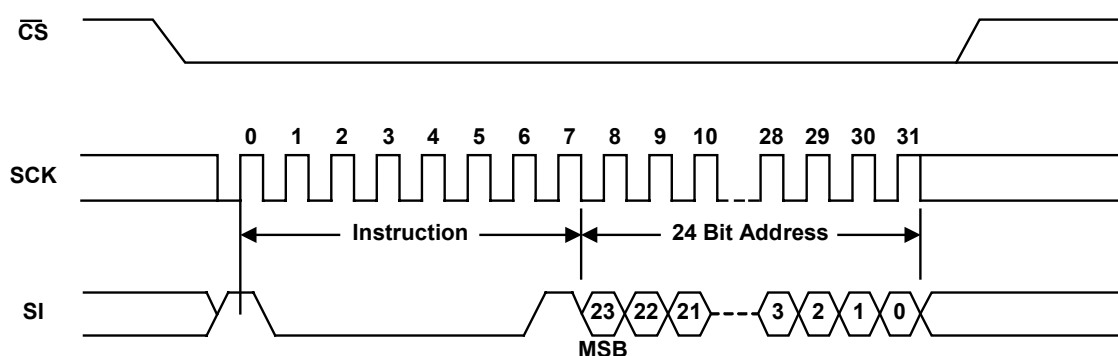 CS
0 1 2 3 4 5 6 7 8 9 10 28 29 30 31
SCK
Instruction 24 Bit Address
SI 23 22 21 3 2 1 0
MSB